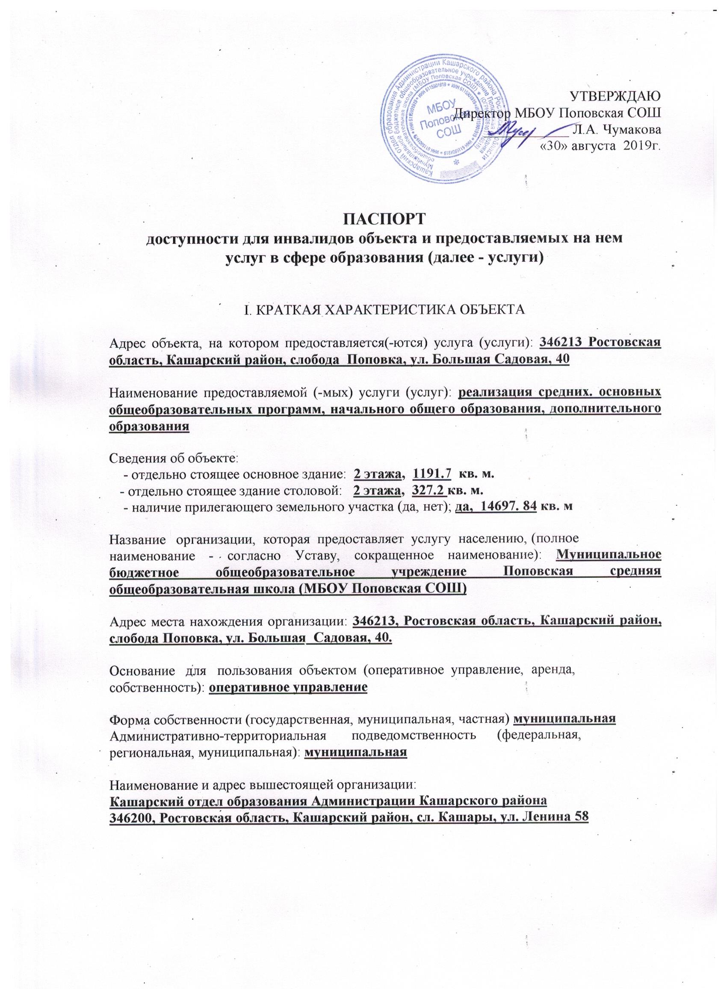 УТВЕРЖДАЮ
Директор МБОУ Поповская СОШ
Л.А. Чумакова
«30» августа 2019г.
МБОУ
Поповская
СОШ
ПАСПОРТ
доступности для инвалидов объекта и предоставляемых на нем
услуг в сфере образования (далее - услуги)
I. КРАТКАЯ ХАРАКТЕРИСТИКА ОБЪЕКТА
Адрес объекта, на котором предоставляется(-ются) услуга (услуги): 346213 Ростовская
область, Кашарский район, слобода Поповка, ул. Большая Садовая, 40
Наименование предоставляемой (-мых) услуги (услуг): реализация средних. основных
общеобразовательных программ, начального общего образования, дополнительного
образования
Сведения об объекте:
- отдельно стоящее основное здание: 2 этажа, 1191.7 кв. м.
- отдельно стоящее здание столовой: 2 этажа, 327.2 кв. м.
- наличие прилегающего земельного участка (да, нет); да, 14697. 84 кв. м
Название организации, которая предоставляет услугу населению, (полное
наименование - согласно Уставу, сокращенное наименование): Муниципальное
бюджетное общеобразовательное учреждение Поповская средняя
общеобразовательная школа (МБОУ Поповская СОШ)
Адрес места нахождения организации: 346213, Ростовская область, Кашарский район,
слобода Поповка, ул. Большая Садовая, 40.
Основание для пользования объектом (оперативное управление, аренда,
собственность): оперативное управление
Форма собственности (государственная, муниципальная, частная) муниципальная
Административно-территориальная подведомственность (федеральная,
региональная, муниципальная): муниципальная
Наименование и адрес вышестоящей организации:
Кашарский отдел образования Администрации Кашарского района
346200, Ростовская область, Кашарский район, сл. Кашары, ул. Ленина 58